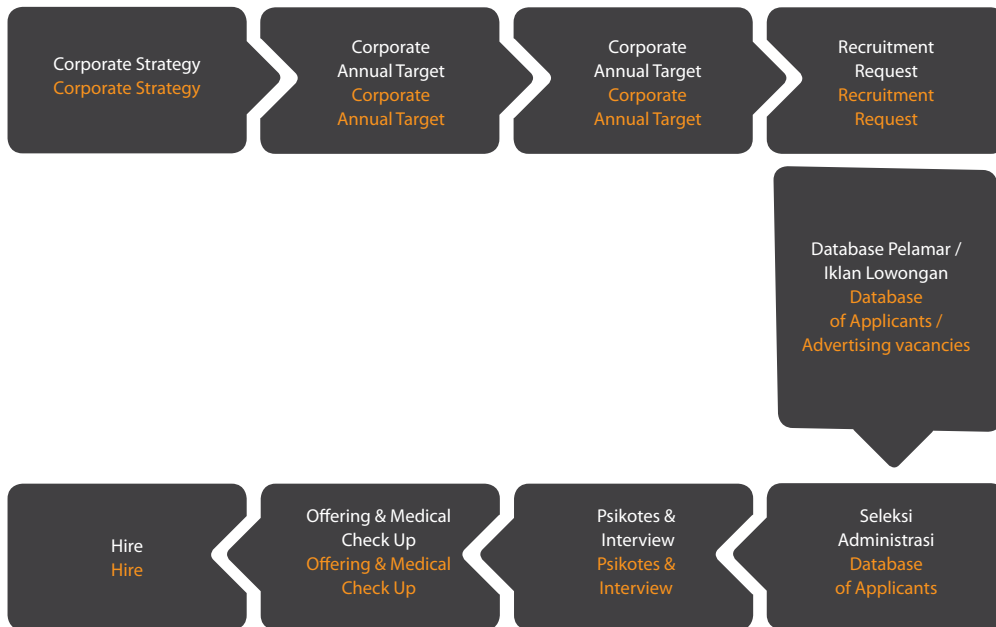 Corporate Strategy
Corporate Strategy
Corporate
Annual Target
Corporate
Annual Target
Corporate
Annual Target
Corporate
Annual Target
Recruitment
Request
Recruitment
Request
Database Pelamar /
Iklan Lowongan
Database
of Applicants /
Advertising vacancies
Seleksi
Administrasi
Database
of Applicants
Psikotes &
Interview
Psikotes &
Interview
Offering & Medical
Check Up
Offering & Medical
Check Up
Hire
Hire